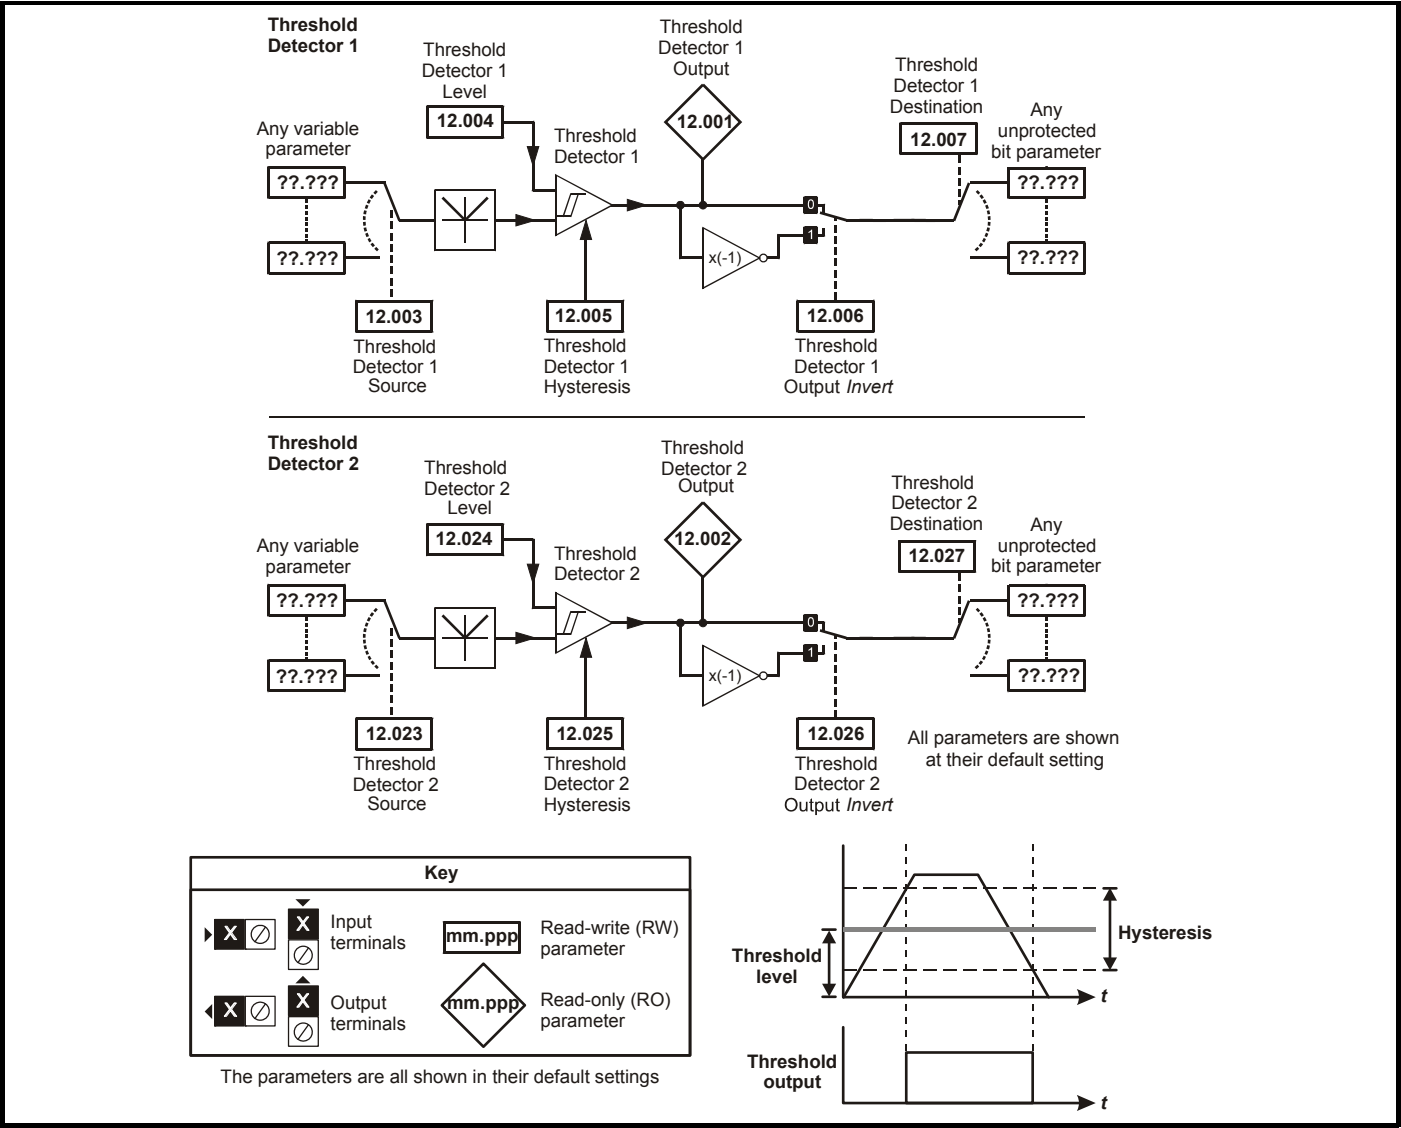 Threshold
Detector 1
Threshold
Detector 1
Level
12.004
Threshold
Detector 1
Output
12.001
Threshold
Detector 1
Destination
12.007
Any variable
parameter
??.???
??.???
Threshold
Detector 1
Any
unprotected
bit parameter
??.???
??.???
0
1
x(-1)
12.003
Threshold
Detector 1
Source
12.005
Threshold
Detector 1
Hysteresis
12.006
Threshold
Detector 1
Output Invert
Threshold
Detector 2
Threshold
Detector 2
Level
12.024
Threshold
Detector 2
Output
12.002
Threshold
Detector 2
Destination
12.027
Any variable
parameter
??.???
??.???
Threshold
Detector 2
Any
unprotected
bit parameter
??.???
??.???
0
1
x(-1)
12.023
Threshold
Detector 2
Source
12.025
Threshold
Detector 2
Hysteresis
12.026
Threshold
Detector 2
Output Invert
All parameters are shown
at their default setting
Key
X
X
Input
terminals
mm.ppp
Read-write (RW)
parameter
X
X
Output
terminals
mm.ppp
Read-only (RO)
parameter
The parameters are all shown in their default settings
Threshold
level
Hysteresis
t
Threshold
output
t